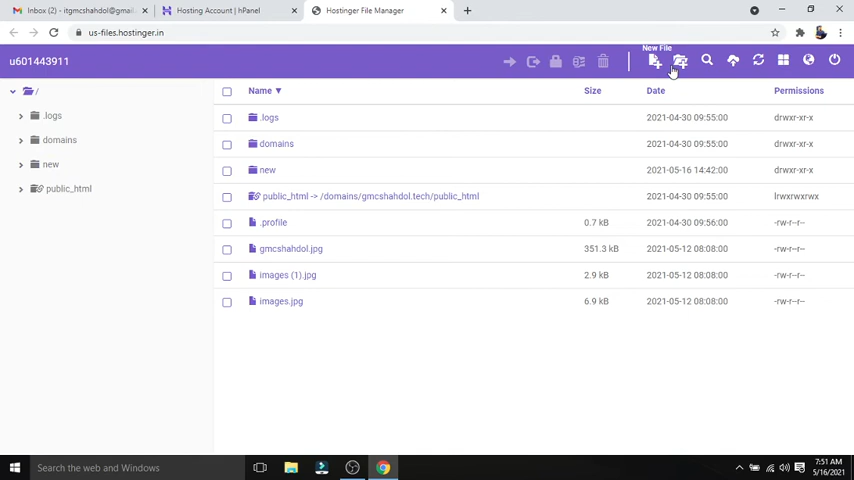 Inbox (2) - itgmcshahdol@gmail
Hosting Account | hPanel
Hostinger File Manager
us-files.hostinger.in
u601443911
New File
/
.logs
domains
new
public_html
Name ▼ Size Date Permissions
.logs 2021-04-30 09:55:00 drwxr-xr-x
domains 2021-04-30 09:55:00 drwxr-xr-x
new 2021-05-16 14:42:00 drwxr-xr-x
public_html -> /domains/gmcshahdol.tech/public_html 2021-04-30 09:55:00 lrwxrwxrwx
.profile 0.7 kB 2021-04-30 09:56:00 -rw-r--r--
gmcshahdol.jpg 351.3 kB 2021-05-12 08:08:00 -rw-r--r--
images (1).jpg 2.9 kB 2021-05-12 08:08:00 -rw-r--r--
images.jpg 6.9 kB 2021-05-12 08:08:00 -rw-r--r--
Search the web and Windows
7:51 AM
5/16/2021